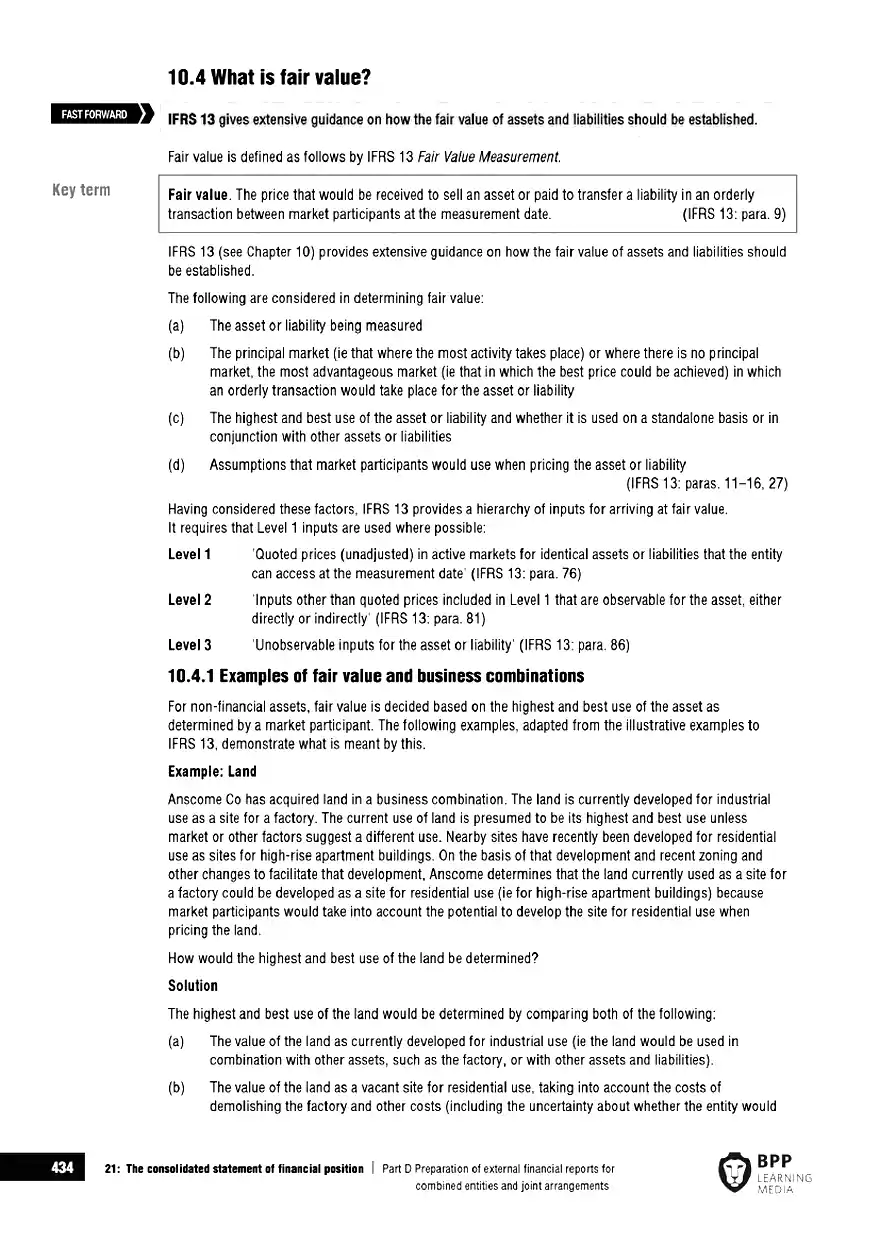 10.4 What is fair value?
FAST FORWARD
IFRS 13 gives extensive guidance on how the fair value of assets and liabilities should be established.
Fair value is defined as follows by IFRS 13 Fair Value Measurement.
Key term
Fair value. The price that would be received to sell an asset or paid to transfer a liability in an orderly
transaction between market participants at the measurement date. (IFRS 13: para. 9)
IFRS 13 (see Chapter 10) provides extensive guidance on how the fair value of assets and liabilities should
be established.
The following are considered in determining fair value:
(a) The asset or liability being measured
(b) The principal market (ie that where the most activity takes place) or where there is no principal
market, the most advantageous market (ie that in which the best price could be achieved) in which
an orderly transaction would take place for the asset or liability
(c) The highest and best use of the asset or liability and whether it is used on a standalone basis or in
conjunction with other assets or liabilities
(d) Assumptions that market participants would use when pricing the asset or liability
(IFRS 13: paras. 11–16, 27)
Having considered these factors, IFRS 13 provides a hierarchy of inputs for arriving at fair value.
It requires that Level 1 inputs are used where possible:
Level 1 'Quoted prices (unadjusted) in active markets for identical assets or liabilities that the entity
can access at the measurement date' (IFRS 13: para. 76)
Level 2 'Inputs other than quoted prices included in Level 1 that are observable for the asset, either
directly or indirectly' (IFRS 13: para. 81)
Level 3 'Unobservable inputs for the asset or liability' (IFRS 13: para. 86)
10.4.1 Examples of fair value and business combinations
For non-financial assets, fair value is decided based on the highest and best use of the asset as
determined by a market participant. The following examples, adapted from the illustrative examples to
IFRS 13, demonstrate what is meant by this.
Example: Land
Anscome Co has acquired land in a business combination. The land is currently developed for industrial
use as a site for a factory. The current use of land is presumed to be its highest and best use unless
market or other factors suggest a different use. Nearby sites have recently been developed for residential
use as sites for high-rise apartment buildings. On the basis of that development and recent zoning and
other changes to facilitate that development, Anscome determines that the land currently used as a site for
a factory could be developed as a site for residential use (ie for high-rise apartment buildings) because
market participants would take into account the potential to develop the site for residential use when
pricing the land.
How would the highest and best use of the land be determined?
Solution
The highest and best use of the land would be determined by comparing both of the following:
(a) The value of the land as currently developed for industrial use (ie the land would be used in
combination with other assets, such as the factory, or with other assets and liabilities).
(b) The value of the land as a vacant site for residential use, taking into account the costs of
demolishing the factory and other costs (including the uncertainty about whether the entity would
434 21: The consolidated statement of financial position | Part D Preparation of external financial reports for
combined entities and joint arrangements
BPP
LEARNING
MEDIA